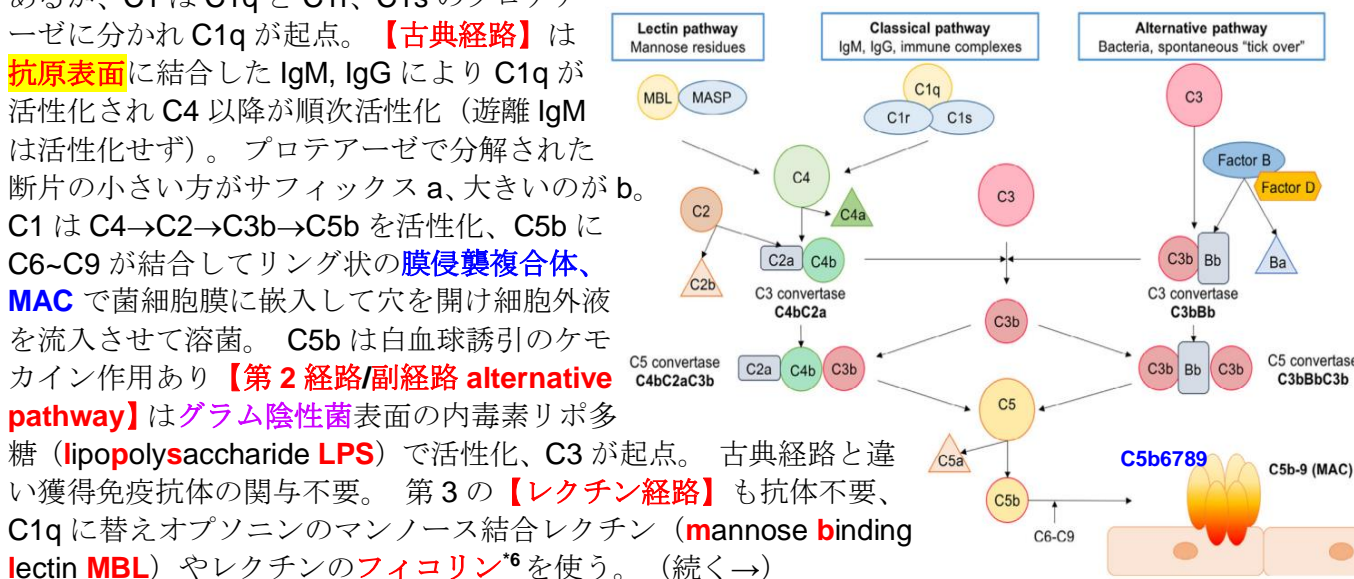 ーゼに分かれ C1q が起点。【古典経路】は
抗原表面に結合した IgM, IgG により C1q が
活性化され C4 以降が順次活性化（遊離 IgM
は活性化せず）。 プロテアーゼで分解された
断片の小さい方がサフィックス a、大きいのが b。
C1 は C4→C2→C3b→C5b を活性化、C5b に
C6~C9 が結合してリング状の膜侵襲複合体、
MAC で菌細胞膜に嵌入して穴を開け細胞外液
を流入させて溶菌。 C5b は白血球誘引のケモ
カイン作用あり【第 2 経路/副経路 alternative
pathway】はグラム陰性菌表面の内毒素リポ多
糖（lipopolysaccharide LPS）で活性化、C3 が起点。 古典経路と違
い獲得免疫抗体の関与不要。 第 3 の【レクチン経路】も抗体不要、
C1q に替えオプソニンのマンノース結合レクチン（mannose binding
lectin MBL）やレクチンのフィコリン*6を使う。（続く→）
Lectin pathway
Mannose residues
Classical pathway
IgM, IgG, immune complexes
Alternative pathway
Bacteria, spontaneous “tick over”
MBL
MASP
C1q
C1r
C1s
C3
Factor B
Factor D
C4
C4a
C2
C3
C2a
C4b
C2b
C3b
Bb
Ba
C3 convertase
C4bC2a
C3 convertase
C3bBb
C3b
C5 convertase
C4bC2aC3b
C2a
C4b
C3b
C3b
Bb
C3b
C5 convertase
C3bBbC3b
C5
C5a
C5b
C6-C9
C5b6789
C5b-9 (MAC)